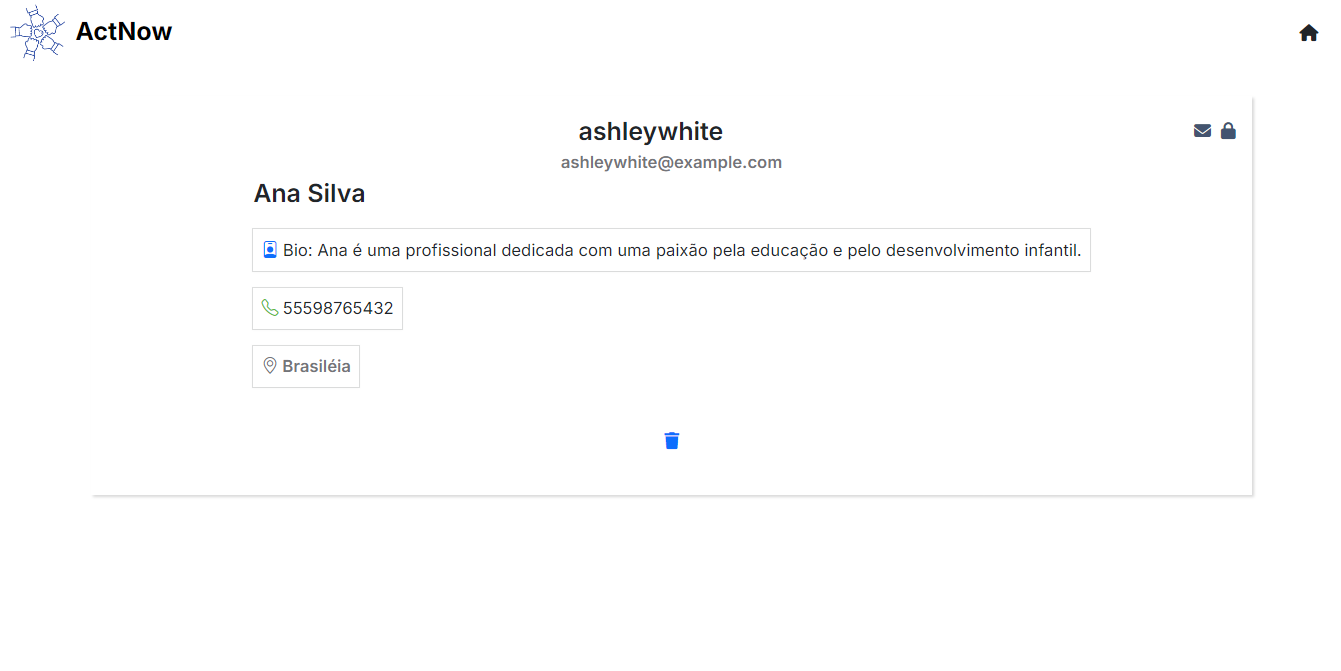 ActNow
ashleywhite
ashleywhite@example.com
Ana Silva
Bio: Ana é uma profissional dedicada com uma paixão pela educação e pelo desenvolvimento infantil.
55598765432
Brasiléia